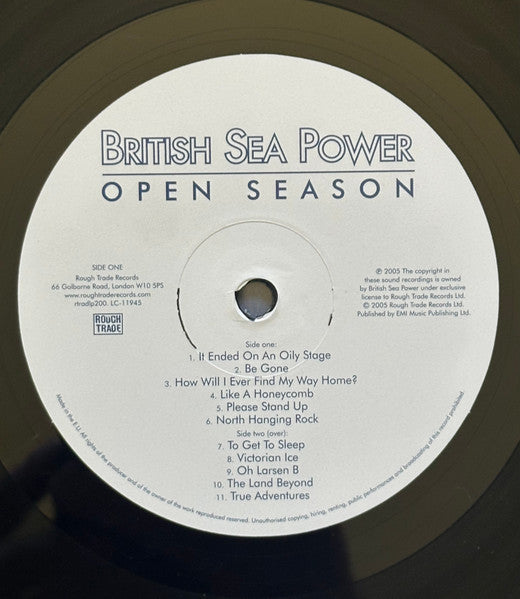 BRITISH SEA POWER
OPEN SEASON
SIDE ONE
Rough Trade Records
66 Golborne Road, London W10 5PS
www.roughtraderecords.com
rtradlp200. LC-11945
ROUGH
TRADE
℗ 2005 The copyright in
these sound recordings is owned
by British Sea Power under exclusive
license to Rough Trade Records Ltd.
© 2005 Rough Trade Records Ltd.
Published by EMI Music Publishing Ltd.
Side one:
1. It Ended On An Oily Stage
2. Be Gone
3. How Will I Ever Find My Way Home?
4. Like A Honeycomb
5. Please Stand Up
6. North Hanging Rock
Side two (over):
7. To Get To Sleep
8. Victorian Ice
9. Oh Larsen B
10. The Land Beyond
11. True Adventures
Made in the E.U. All rights of the producer and of the owner of the work reproduced reserved. Unauthorised copying, hiring, renting, public performances and broadcasting of this record prohibited.